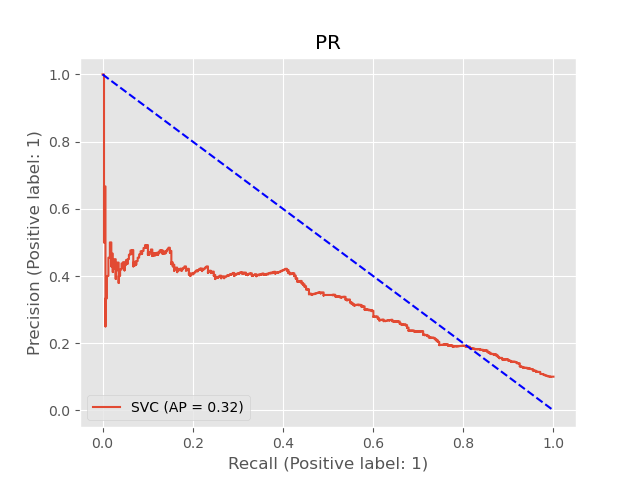 PR
1.0
0.8
0.6
0.4
0.2
0.0
Precision (Positive label: 1)
SVC (AP = 0.32)
0.0 0.2 0.4 0.6 0.8 1.0
Recall (Positive label: 1)